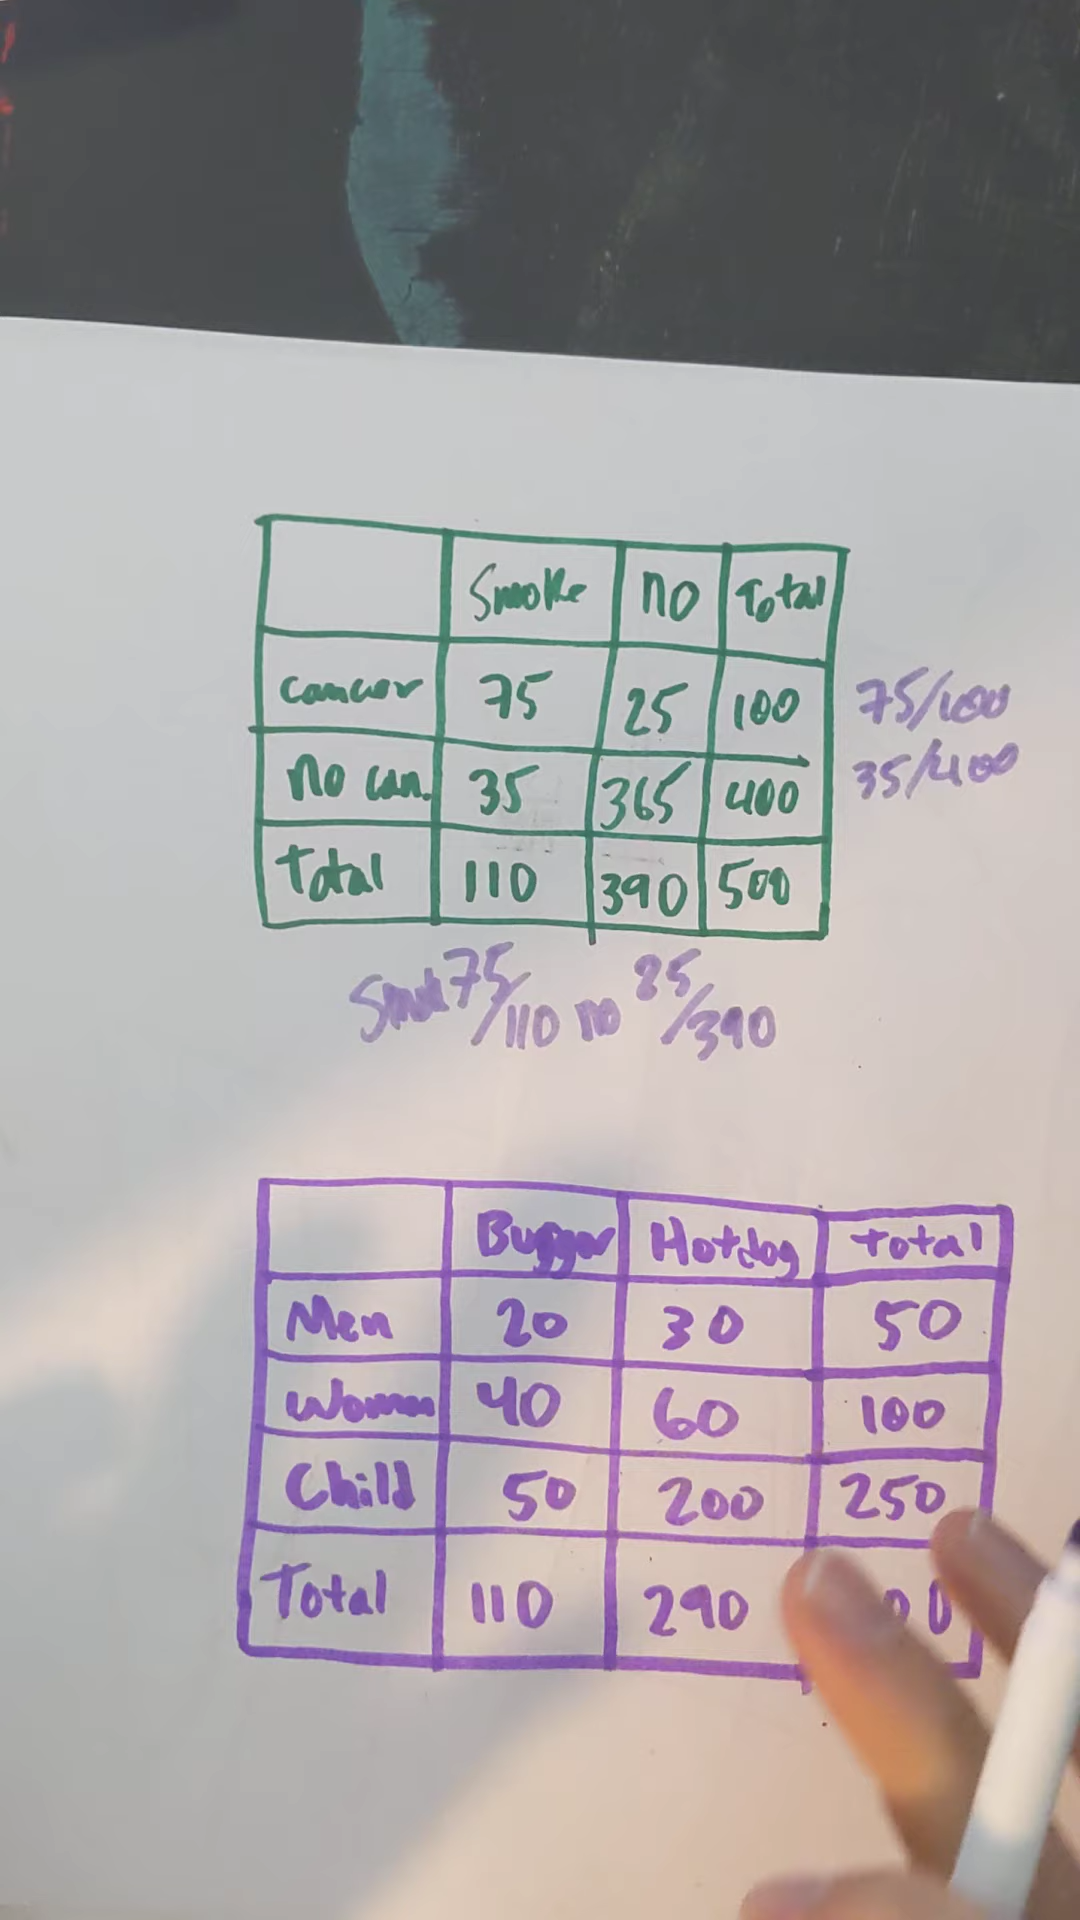 Smoke no Total
cancer 75 25 100 75/100
no can. 35 365 400 35/400
Total 110 390 500
75/110 no 25/390
Bugger Hotdog total
Men 20 30 50
Woman 40 60 100
Child 50 200 250
Total 110 290